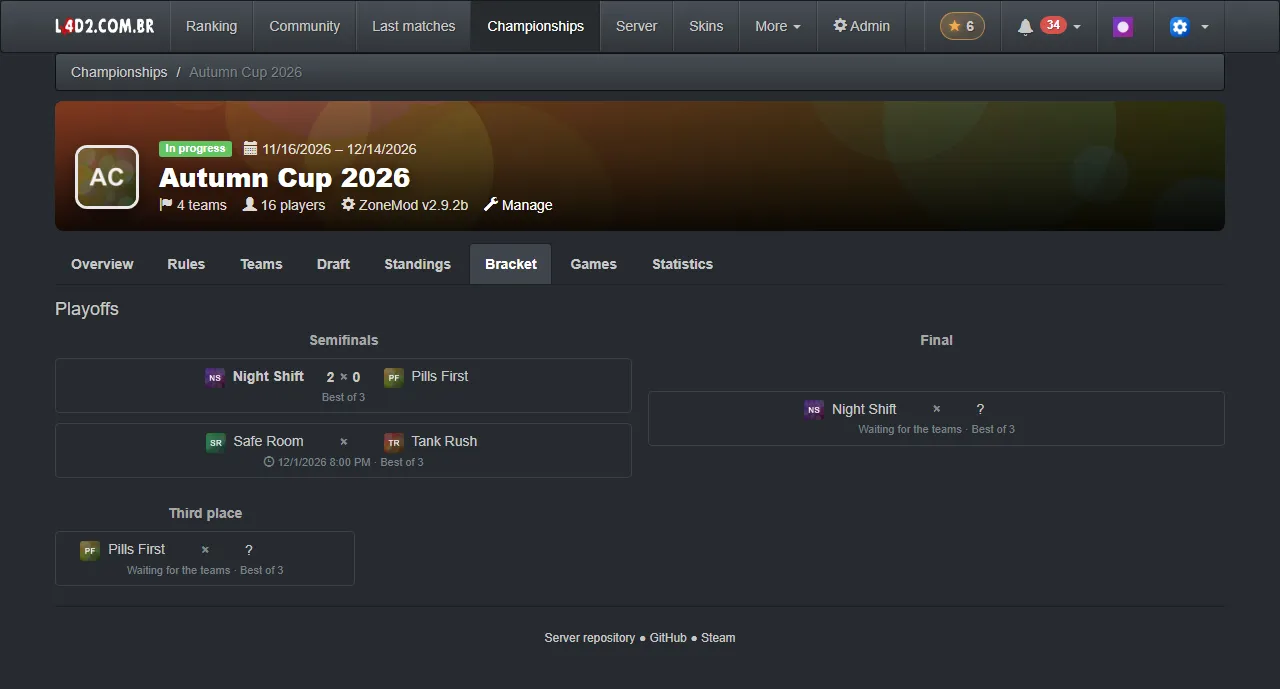 L4D2.COM.BR Ranking Community Last matches Championships Server Skins More Admin 6 34
Championships / Autumn Cup 2026
AC
In progress 11/16/2026 – 12/14/2026
Autumn Cup 2026
4 teams 16 players ZoneMod v2.9.2b Manage
Overview Rules Teams Draft Standings Bracket Games Statistics
Playoffs
Semifinals
NS Night Shift 2 × 0 PF Pills First
Best of 3
SR Safe Room × TR Tank Rush
12/1/2026 8:00 PM · Best of 3
Final
NS Night Shift × ?
Waiting for the teams · Best of 3
Third place
PF Pills First × ?
Waiting for the teams · Best of 3
Server repository ● GitHub ● Steam